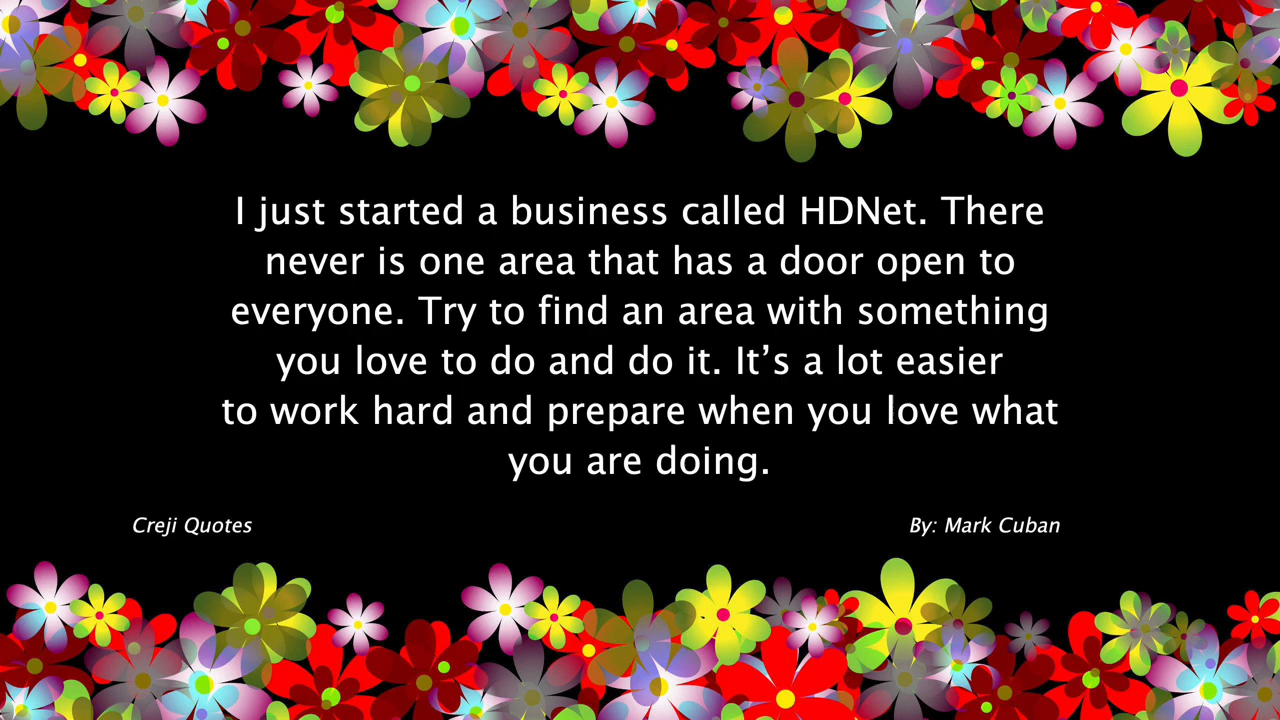 I just started a business called HDNet. There
never is one area that has a door open to
everyone. Try to find an area with something
you love to do and do it. It’s a lot easier
to work hard and prepare when you love what
you are doing.
Creji Quotes
By: Mark Cuban